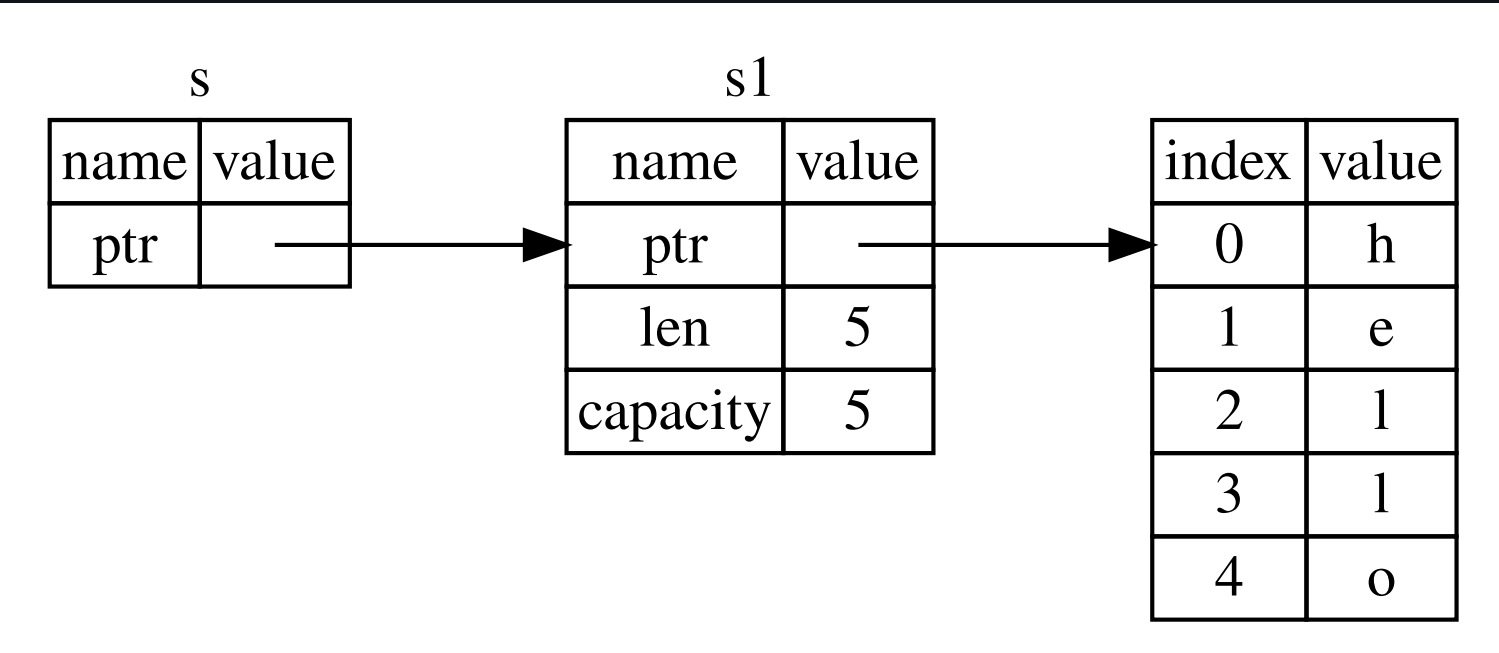 s
name value
ptr
s1
name value
ptr
len 5
capacity 5
index value
0 h
1 e
2 l
3 l
4 o